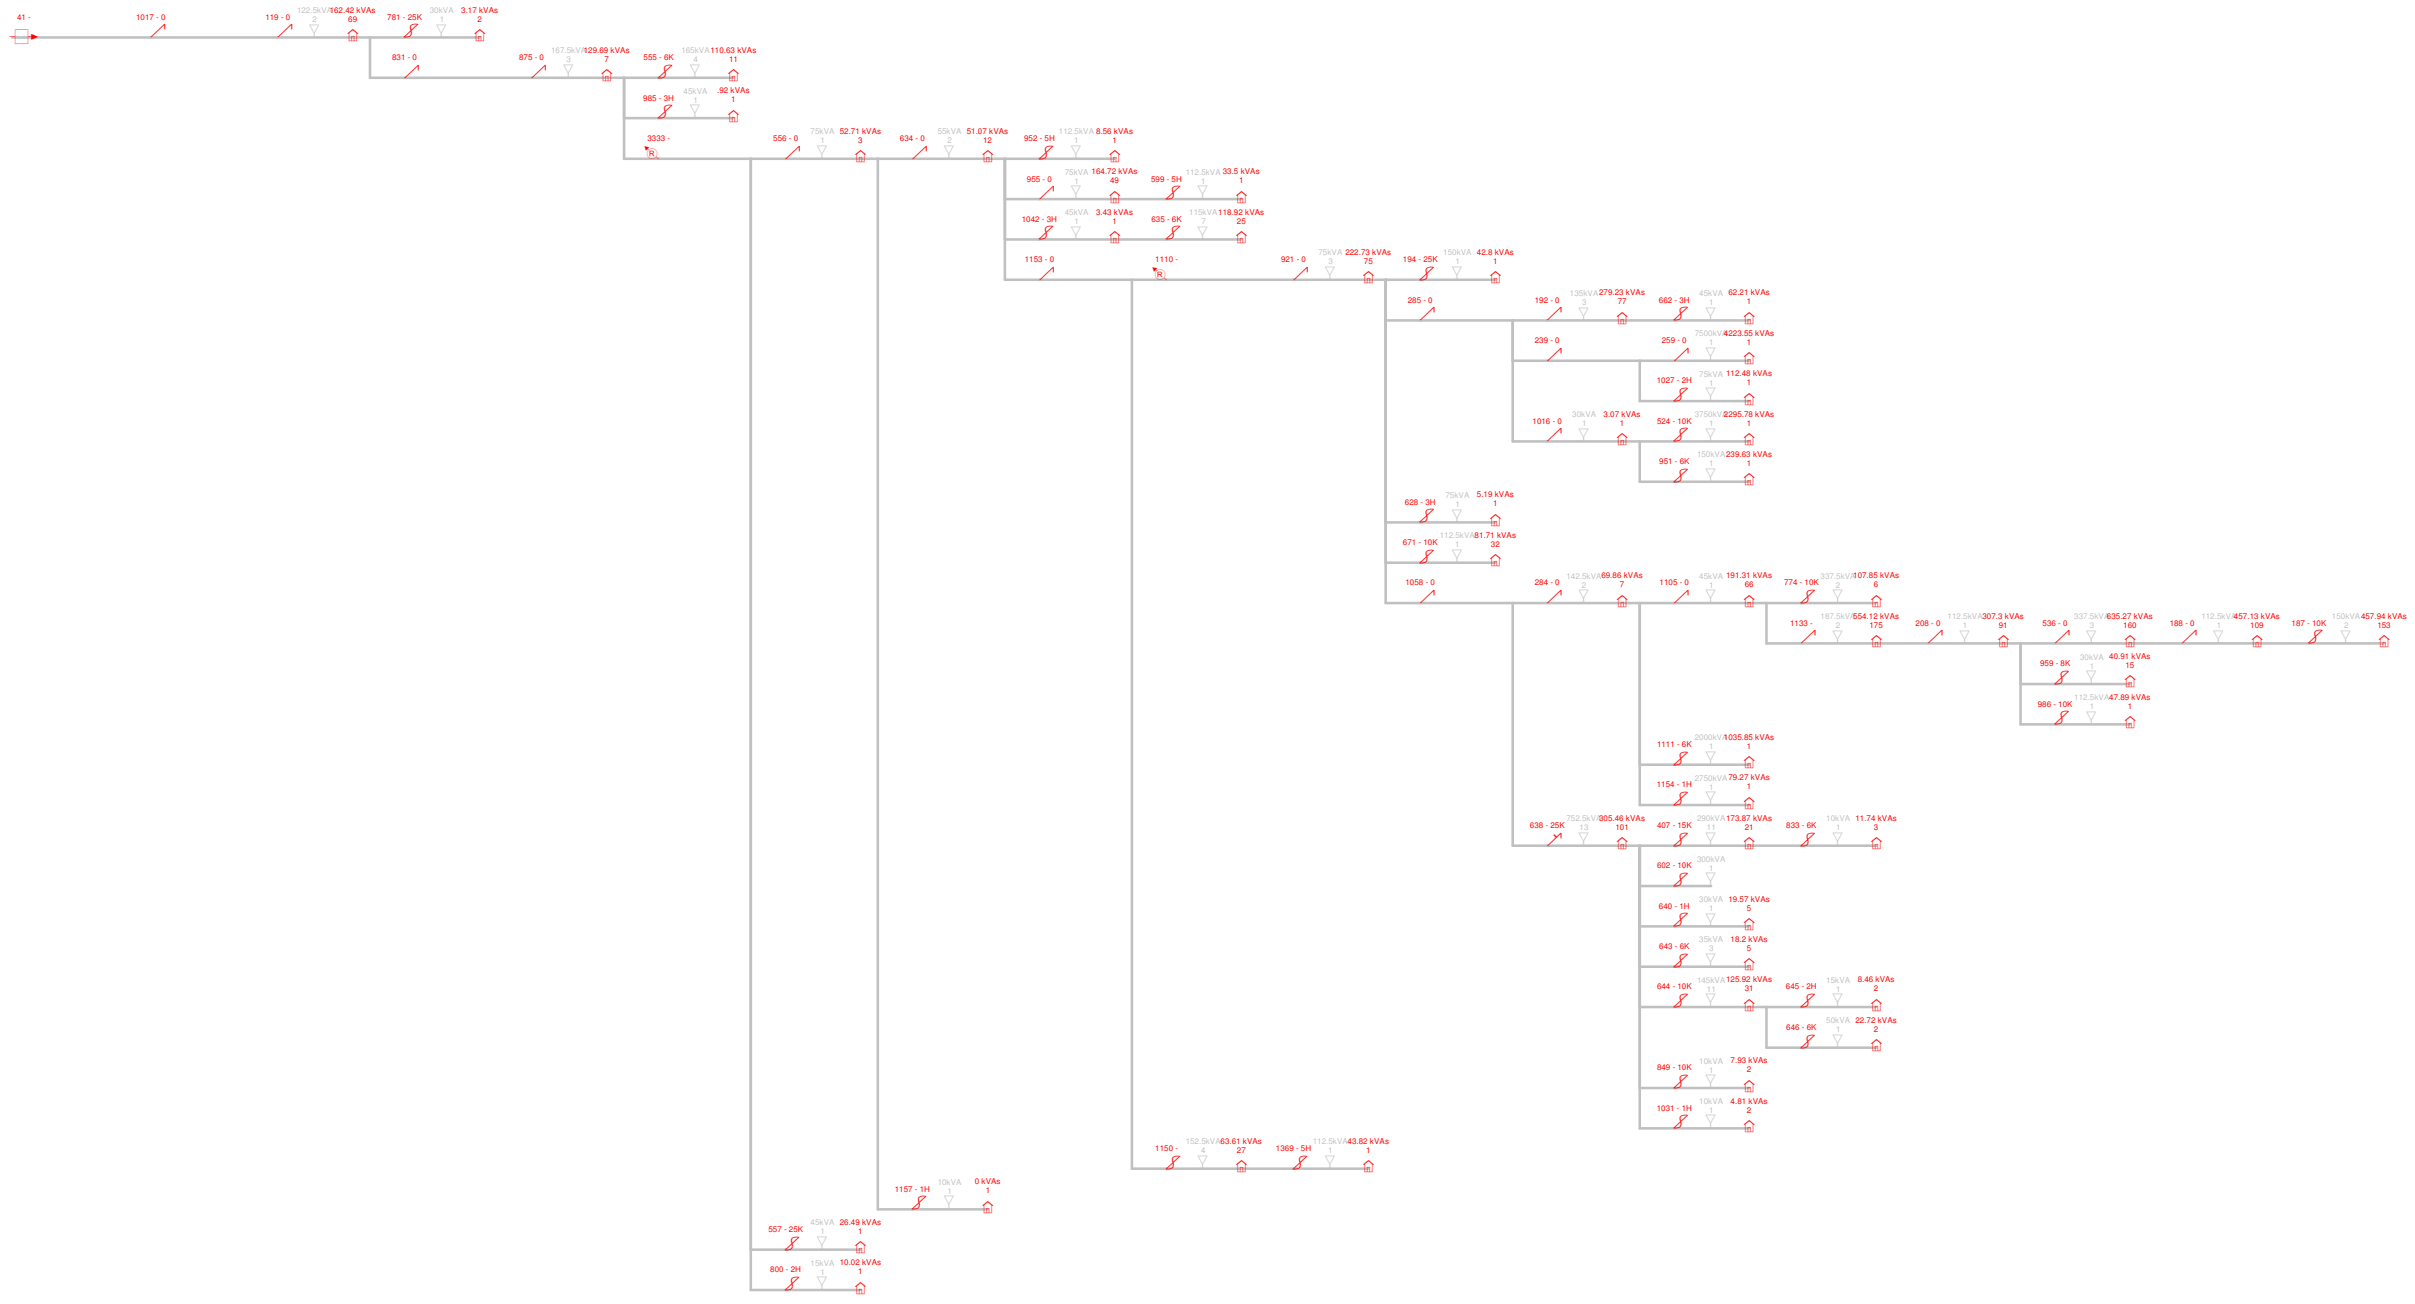 41 -
1017 - 0
119 - 0
122.5kVA
2
162.42 kVAs
69
781 - 25K
30kVA
1
3.17 kVAs
2
831 - 0
875 - 0
167.5kVA
3
129.69 kVAs
7
555 - 6K
165kVA
4
110.63 kVAs
11
985 - 3H
45kVA
1
.92 kVAs
1
3333 -
R
556 - 0
75kVA
1
52.71 kVAs
3
634 - 0
55kVA
2
51.07 kVAs
12
952 - 5H
112.5kVA
1
8.56 kVAs
1
955 - 0
75kVA
1
164.72 kVAs
49
599 - 5H
112.5kVA
1
33.5 kVAs
1
1042 - 3H
45kVA
1
3.43 kVAs
1
635 - 6K
115kVA
7
118.92 kVAs
25
1153 - 0
1110 -
R
921 - 0
75kVA
3
222.73 kVAs
75
194 - 25K
150kVA
1
42.8 kVAs
1
285 - 0
192 - 0
135kVA
3
279.23 kVAs
77
662 - 3H
45kVA
1
62.21 kVAs
1
239 - 0
259 - 0
7500kVA
1
4223.55 kVAs
1
1027 - 2H
75kVA
1
112.48 kVAs
1
1016 - 0
30kVA
1
3.07 kVAs
1
524 - 10K
3750kVA
1
2295.78 kVAs
1
951 - 6K
150kVA
1
239.63 kVAs
1
628 - 3H
75kVA
1
5.19 kVAs
1
671 - 10K
112.5kVA
1
81.71 kVAs
32
1058 - 0
284 - 0
142.5kVA
2
69.86 kVAs
7
1105 - 0
45kVA
1
191.31 kVAs
66
774 - 10K
337.5kVA
2
107.85 kVAs
6
1133 -
167.5kVA
2
554.12 kVAs
175
208 - 0
112.5kVA
1
307.3 kVAs
91
536 - 0
337.5kVA
3
635.27 kVAs
160
188 - 0
112.5kVA
1
457.13 kVAs
109
187 - 10K
150kVA
2
457.94 kVAs
153
959 - 8K
30kVA
1
40.91 kVAs
15
986 - 10K
112.5kVA
1
47.89 kVAs
1
1111 - 6K
2000kVA
1
1035.85 kVAs
1
1154 - 1H
2750kVA
1
79.27 kVAs
1
638 - 25K
752.5kVA
13
305.46 kVAs
101
407 - 15K
290kVA
11
173.87 kVAs
21
833 - 6K
10kVA
1
11.74 kVAs
3
602 - 10K
300kVA
1
640 - 1H
30kVA
1
19.57 kVAs
5
643 - 6K
35kVA
3
18.2 kVAs
5
644 - 10K
145kVA
11
125.92 kVAs
31
645 - 2H
15kVA
1
8.46 kVAs
2
646 - 6K
50kVA
1
22.72 kVAs
2
849 - 10K
10kVA
1
7.93 kVAs
2
1031 - 1H
10kVA
1
4.81 kVAs
2
1150 -
152.5kVA
4
63.61 kVAs
27
1369 - 5H
112.5kVA
1
43.82 kVAs
1
1157 - 1H
10kVA
1
0 kVAs
1
557 - 25K
45kVA
1
26.49 kVAs
1
800 - 2H
15kVA
1
10.02 kVAs
1